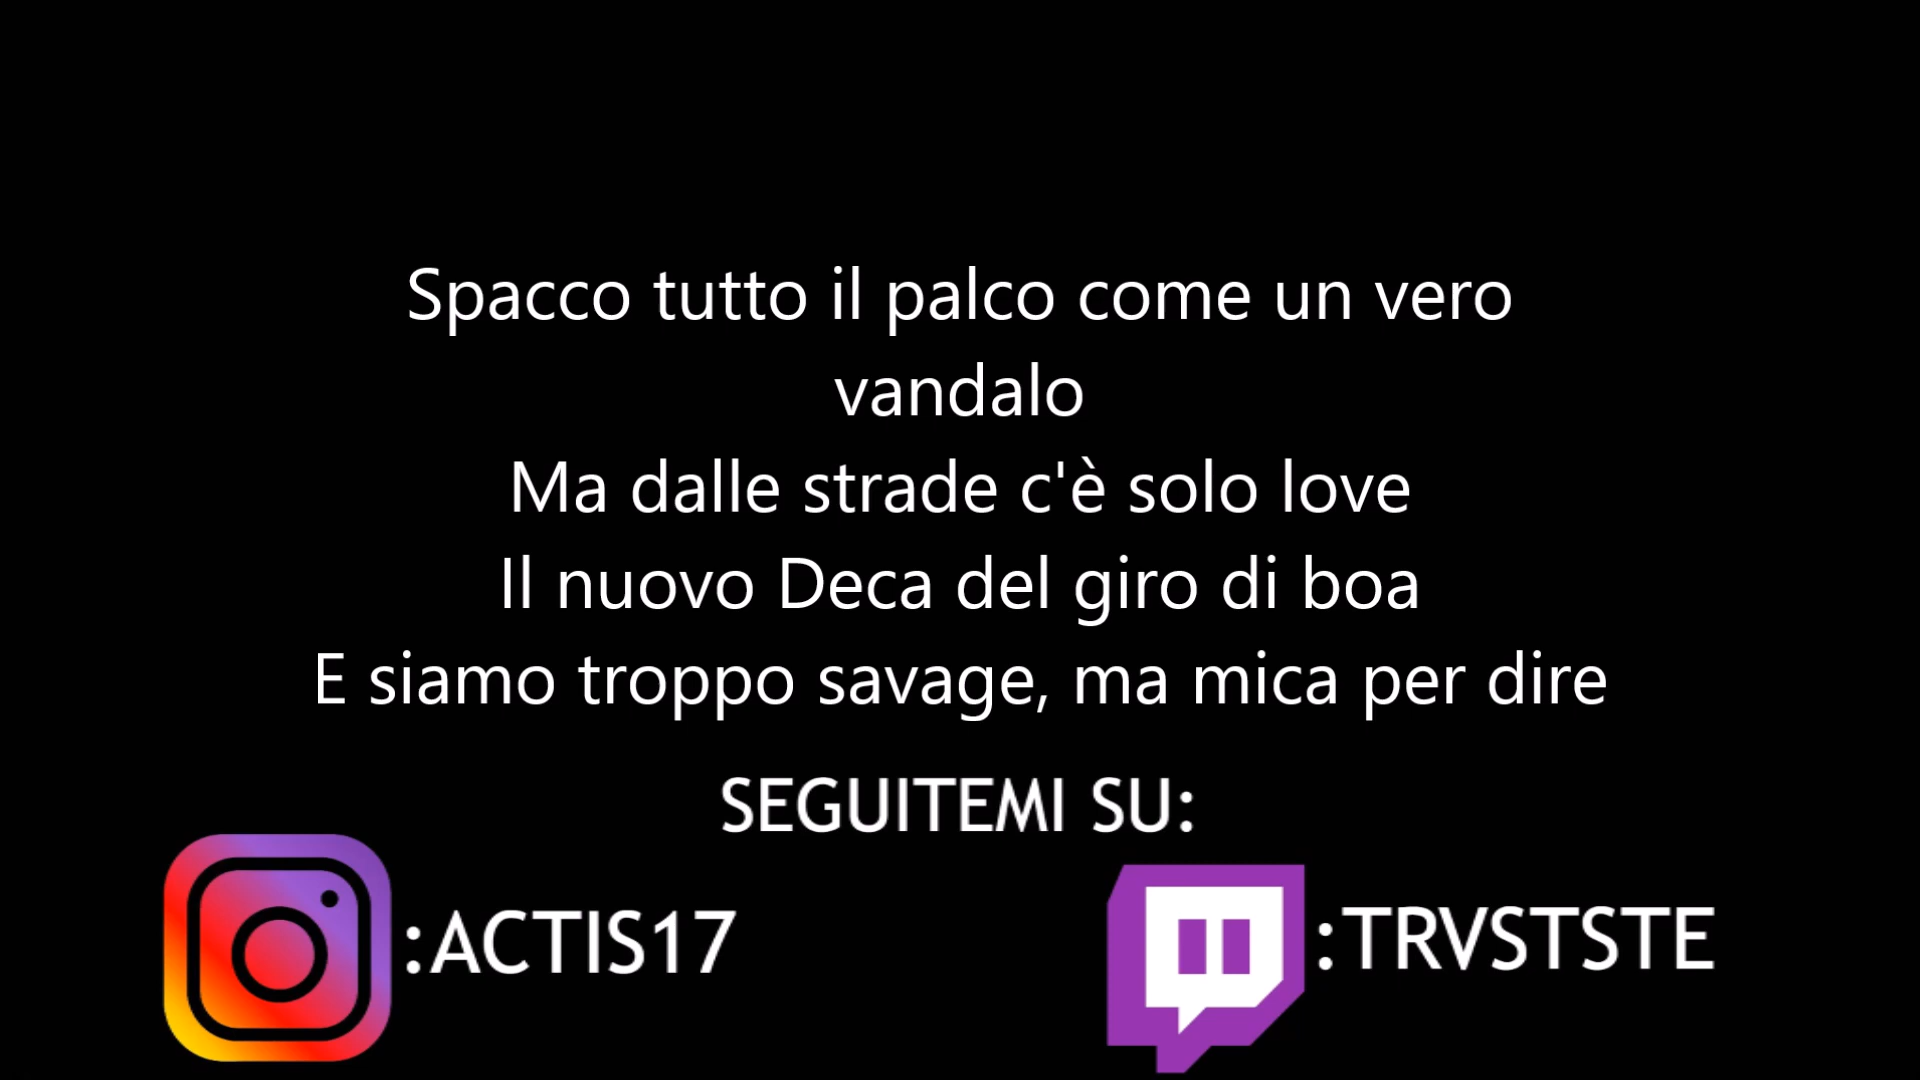 Spacco tutto il palco come un vero
vandalo
Ma dalle strade c'è solo love
Il nuovo Deca del giro di boa
E siamo troppo savage, ma mica per dire
SEGUITEMI SU:
:ACTIS17
:TRVSTSTE